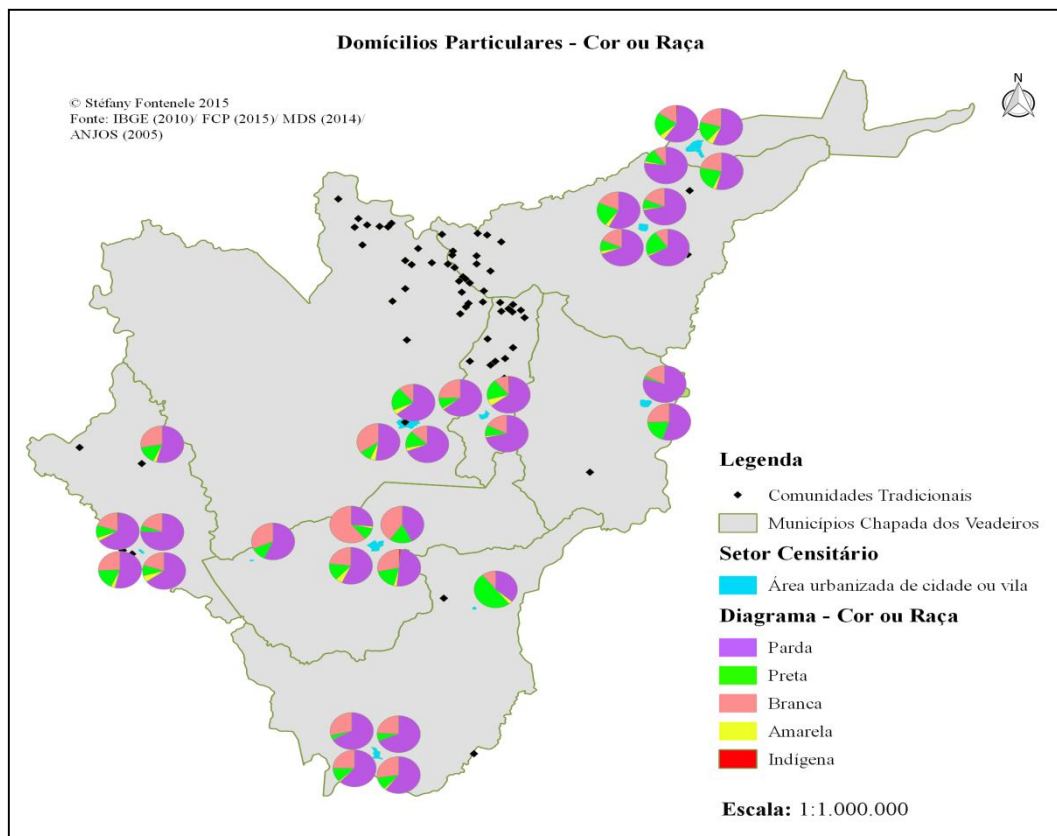 Domícilios Particulares - Cor ou Raça
© Stéfany Fontenele 2015
Fonte: IBGE (2010)/ FCP (2015)/ MDS (2014)/
ANJOS (2005)
N
Legenda
Comunidades Tradicionais
Municípios Chapada dos Veadeiros
Setor Censitário
Área urbanizada de cidade ou vila
Diagrama - Cor ou Raça
Parda
Preta
Branca
Amarela
Indígena
Escala: 1:1.000.000